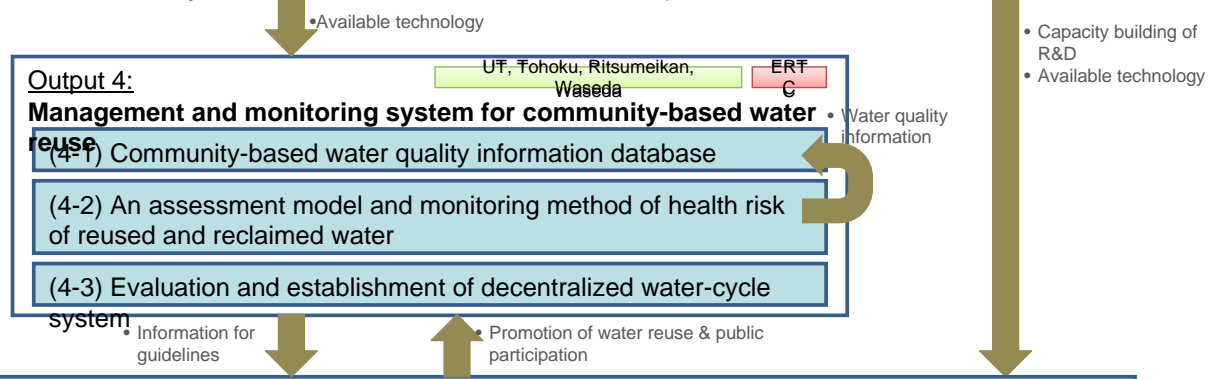 •Available technology
• Capacity building of
R&D
• Available technology
Output 4:
UT, Tohoku, Ritsumeikan,
Waseda
ERT
C
Management and monitoring system for community-based water
reuse
• Water quality
information
(4-1) Community-based water quality information database
(4-2) An assessment model and monitoring method of health risk
of reused and reclaimed water
(4-3) Evaluation and establishment of decentralized water-cycle
system
• Information for
guidelines
• Promotion of water reuse & public
participation